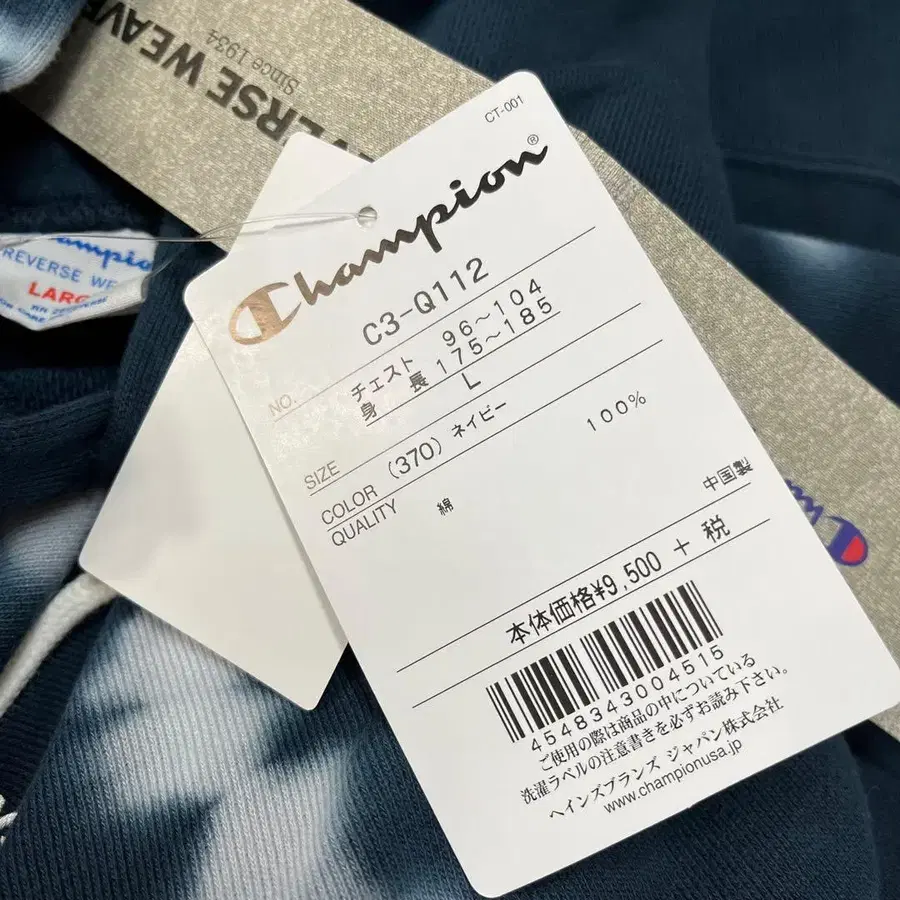 VERSE WEAVE
Since 1934
CT-001
Champion®
NO.
C3-Q112
チェスト 96~104
身 長 175~185
SIZE
L
COLOR (370) ネイビー
QUALITY 綿 100%
中国製
本体価格¥9,500 + 税
4548343004515
ご使用の際は商品の中についている
洗濯ラベルの注意書きを必ずお読み下さい。
ヘインズブランズ ジャパン株式会社
www.championusa.jp
Champion
REVERSE WE
LARG